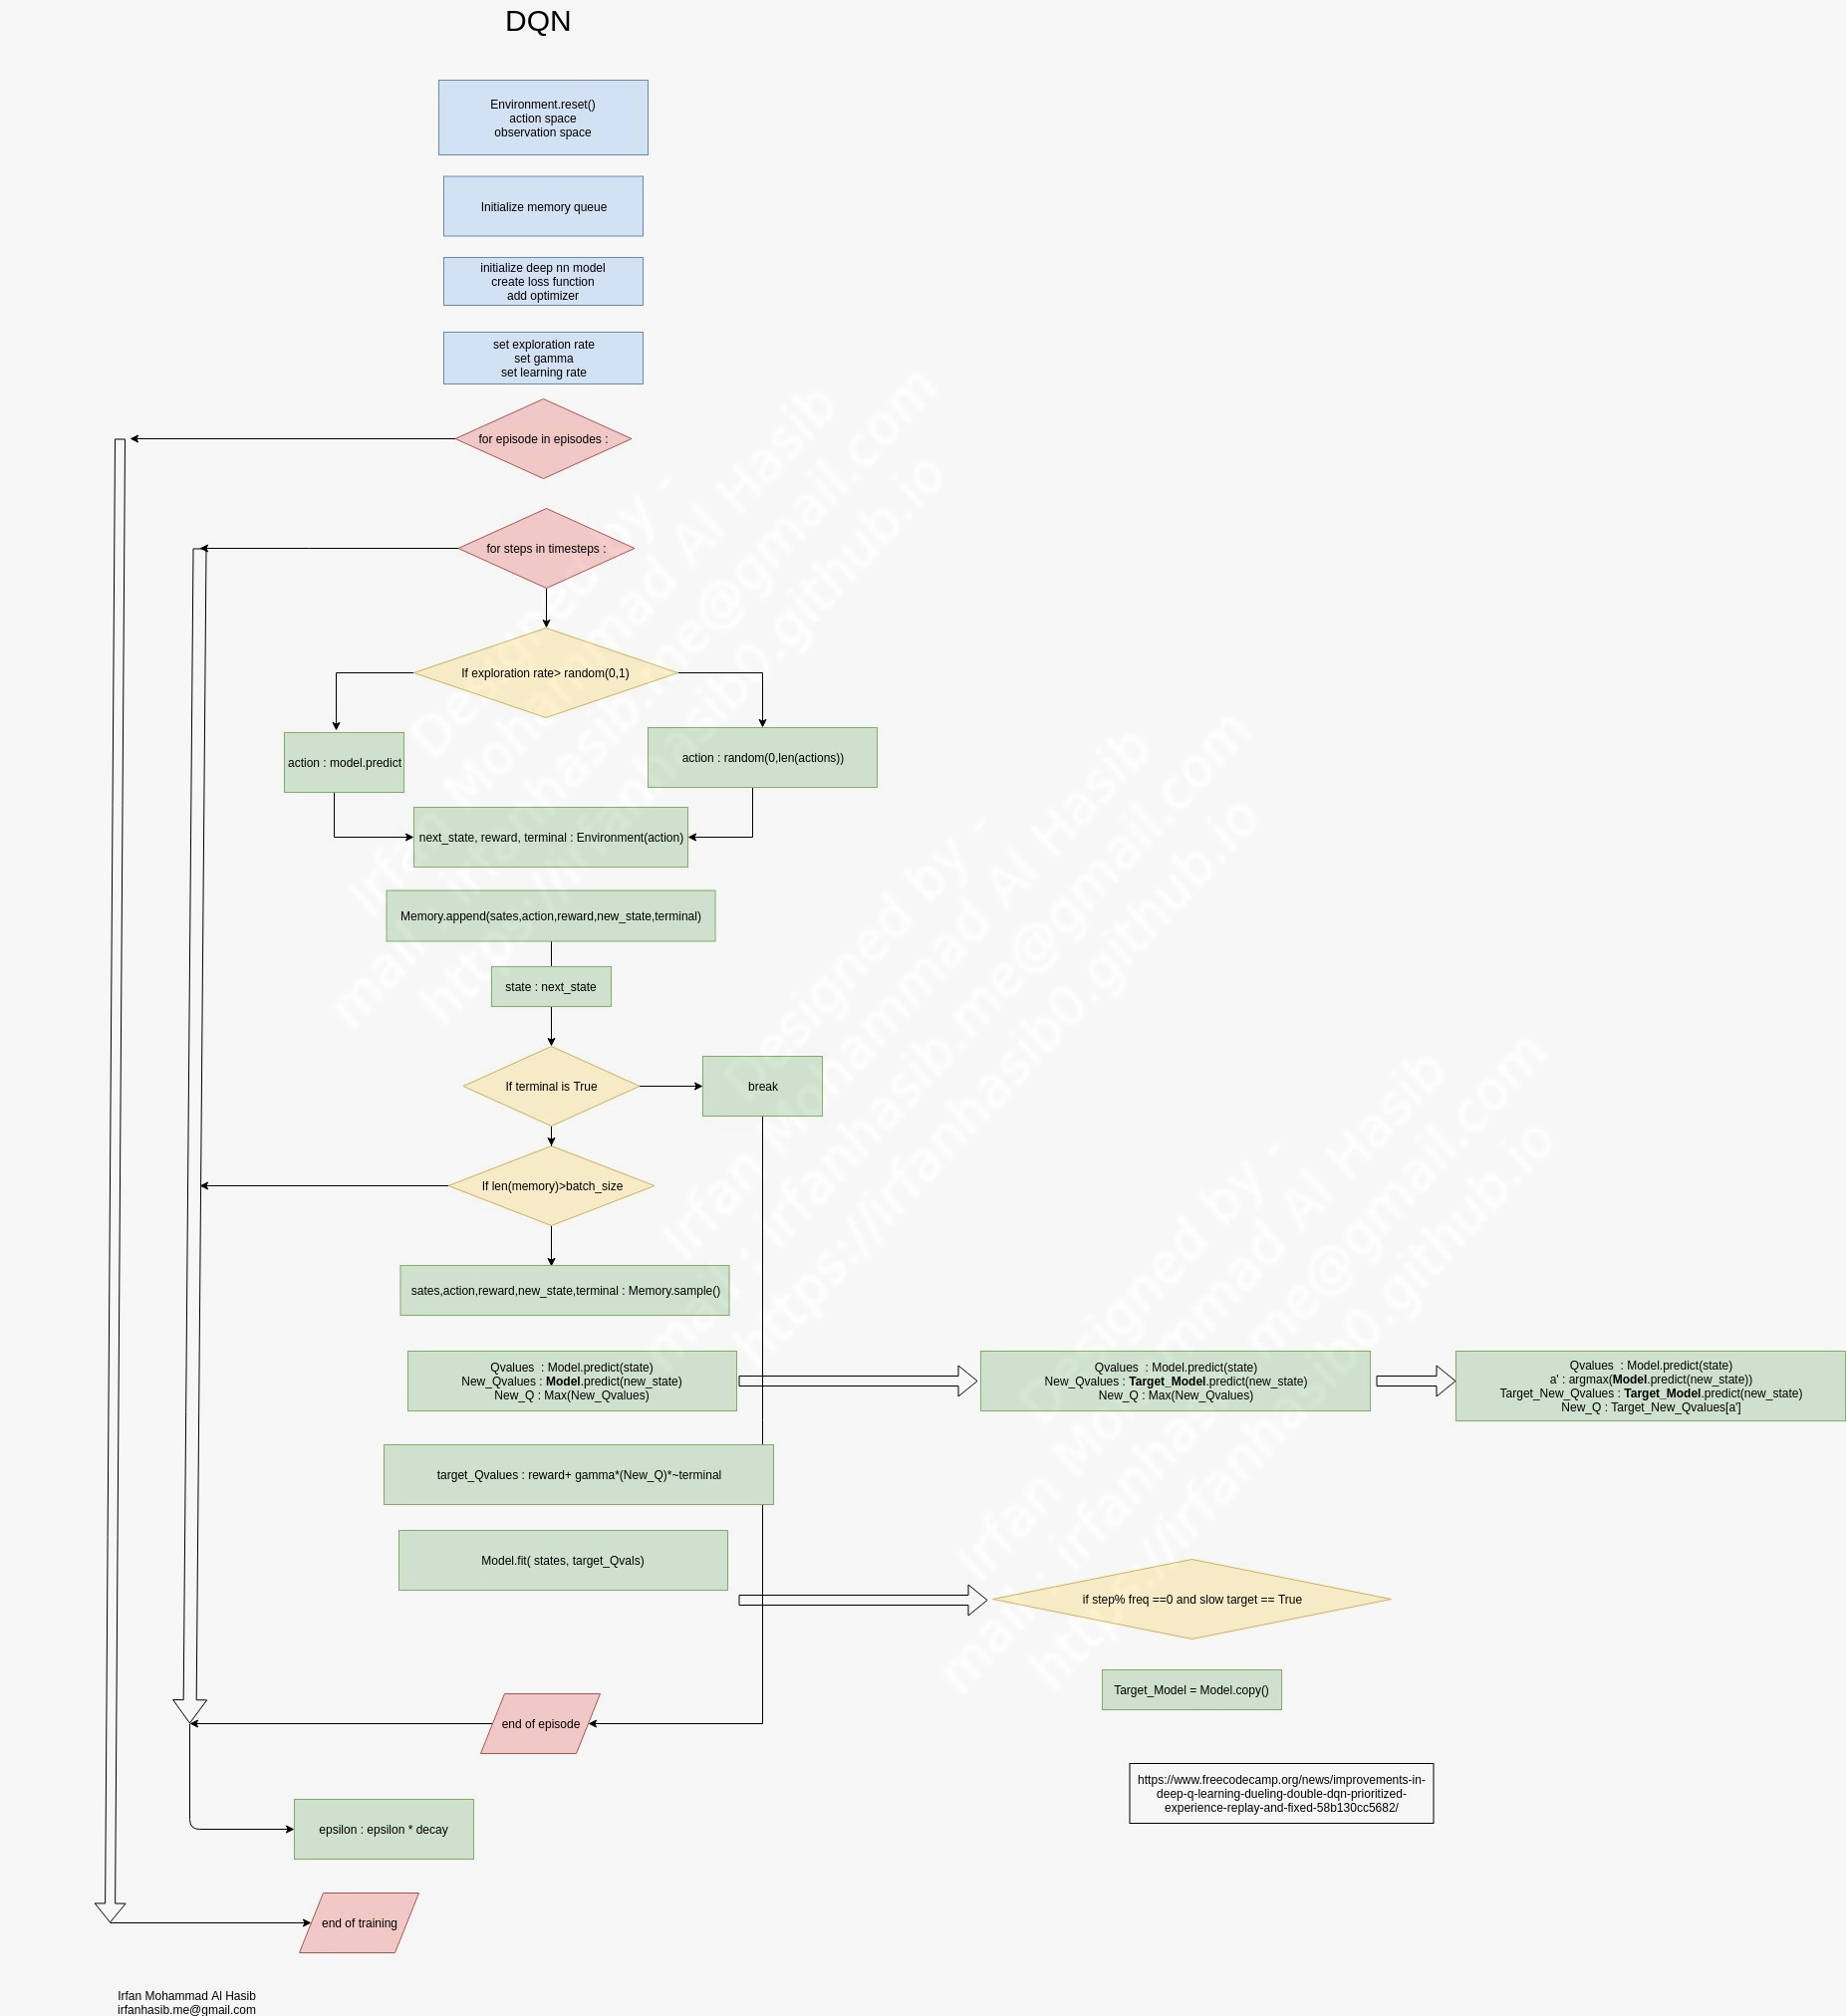 DQN
Environment.reset()
action space
observation space
Initialize memory queue
initialize deep nn model
create loss function
add optimizer
set exploration rate
set gamma
set learning rate
for episode in episodes :
for steps in timesteps :
If exploration rate> random(0,1)
action : model.predict
action : random(0,len(actions))
next_state, reward, terminal : Environment(action)
Memory.append(sates,action,reward,new_state,terminal)
state : next_state
If terminal is True
break
If len(memory)>batch_size
sates,action,reward,new_state,terminal : Memory.sample()
Qvalues : Model.predict(state)
New_Qvalues : Model.predict(new_state)
New_Q : Max(New_Qvalues)
Qvalues : Model.predict(state)
New_Qvalues : Target_Model.predict(new_state)
New_Q : Max(New_Qvalues)
Qvalues : Model.predict(state)
a' : argmax(Model.predict(new_state))
Target_New_Qvalues : Target_Model.predict(new_state)
New_Q : Target_New_Qvalues[a']
target_Qvalues : reward+ gamma*(New_Q)*~terminal
Model.fit( states, target_Qvals)
if step% freq ==0 and slow target == True
Target_Model = Model.copy()
end of episode
https://www.freecodecamp.org/news/improvements-in-
deep-q-learning-dueling-double-dqn-prioritized-
experience-replay-and-fixed-58b130cc5682/
epsilon : epsilon * decay
end of training
Irfan Mohammad Al Hasib
irfanhasib.me@gmail.com
Designed by -
Irfan Mohammad Al Hasib
mail : irfanhasib.me@gmail.com
https://irfanhasib0.github.io
Designed by -
Irfan Mohammad Al Hasib
mail : irfanhasib.me@gmail.com
https://irfanhasib0.github.io
Designed by -
Irfan Mohammad Al Hasib
mail : irfanhasib.me@gmail.com
https://irfanhasib0.github.io